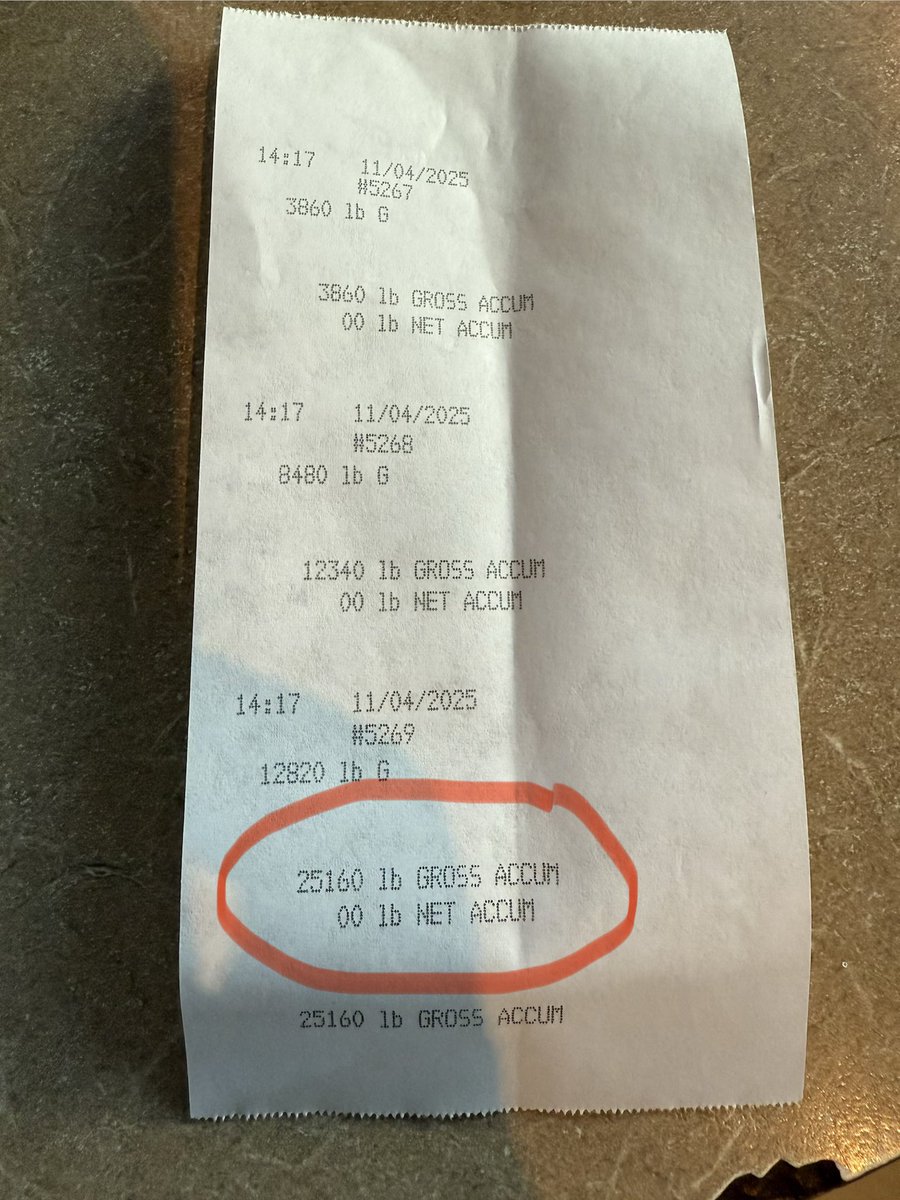 14:17 11/04/2025
#5267
3860 lb G
3860 lb GROSS ACCUM
00 lb NET ACCUM
14:17 11/04/2025
#5268
8480 lb G
12340 lb GROSS ACCUM
00 lb NET ACCUM
14:17 11/04/2025
#5269
12820 lb G
25160 lb GROSS ACCUM
00 lb NET ACCUM
25160 lb GROSS ACCUM